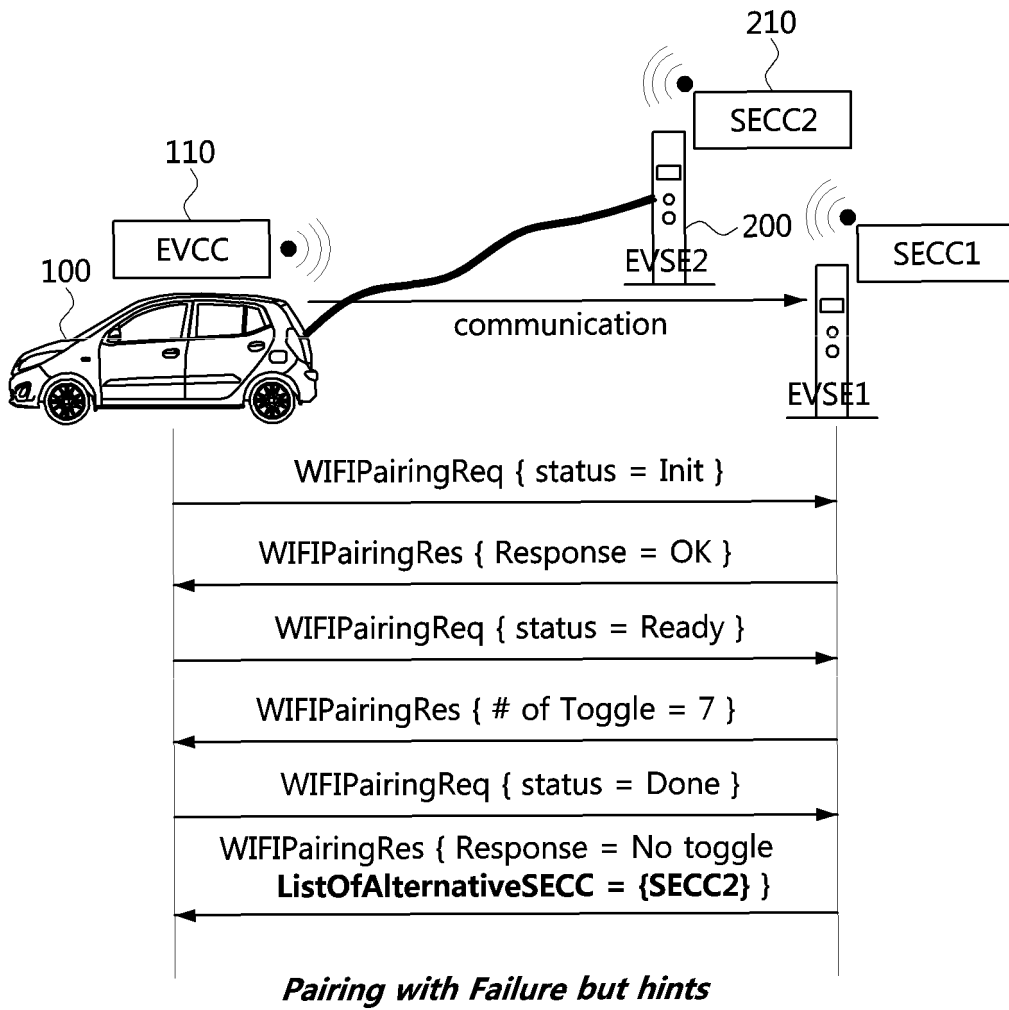 210
SECC2
110
EVCC
200
SECC1
100
EVSE2
communication
EVSE1
WIFIPairingReq { status = Init }
WIFIPairingRes { Response = OK }
WIFIPairingReq { status = Ready }
WIFIPairingRes { # of Toggle = 7 }
WIFIPairingReq { status = Done }
WIFIPairingRes { Response = No toggle
ListOfAlternativeSECC = {SECC2} }
Pairing with Failure but hints